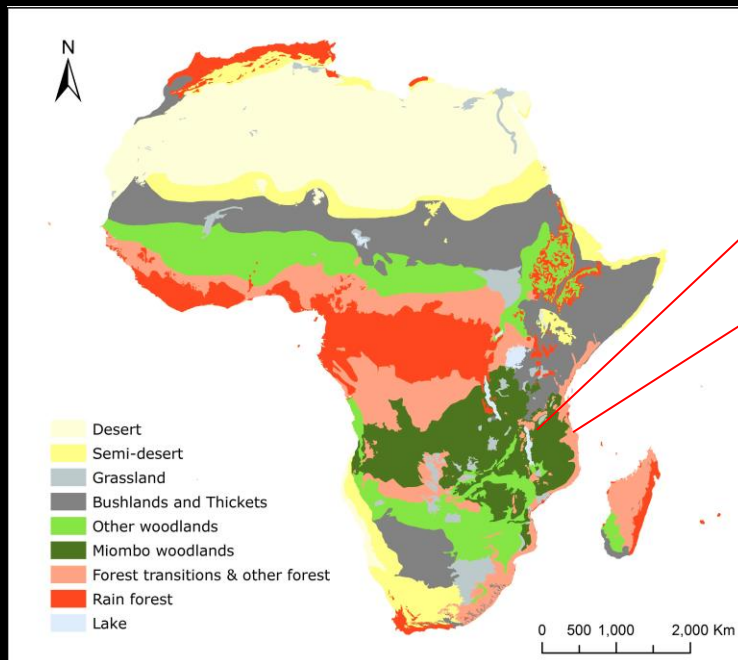 N
Desert
Semi-desert
Grassland
Bushlands and Thickets
Other woodlands
Miombo woodlands
Forest transitions & other forest
Rain forest
Lake
0 500 1,000 2,000 Km